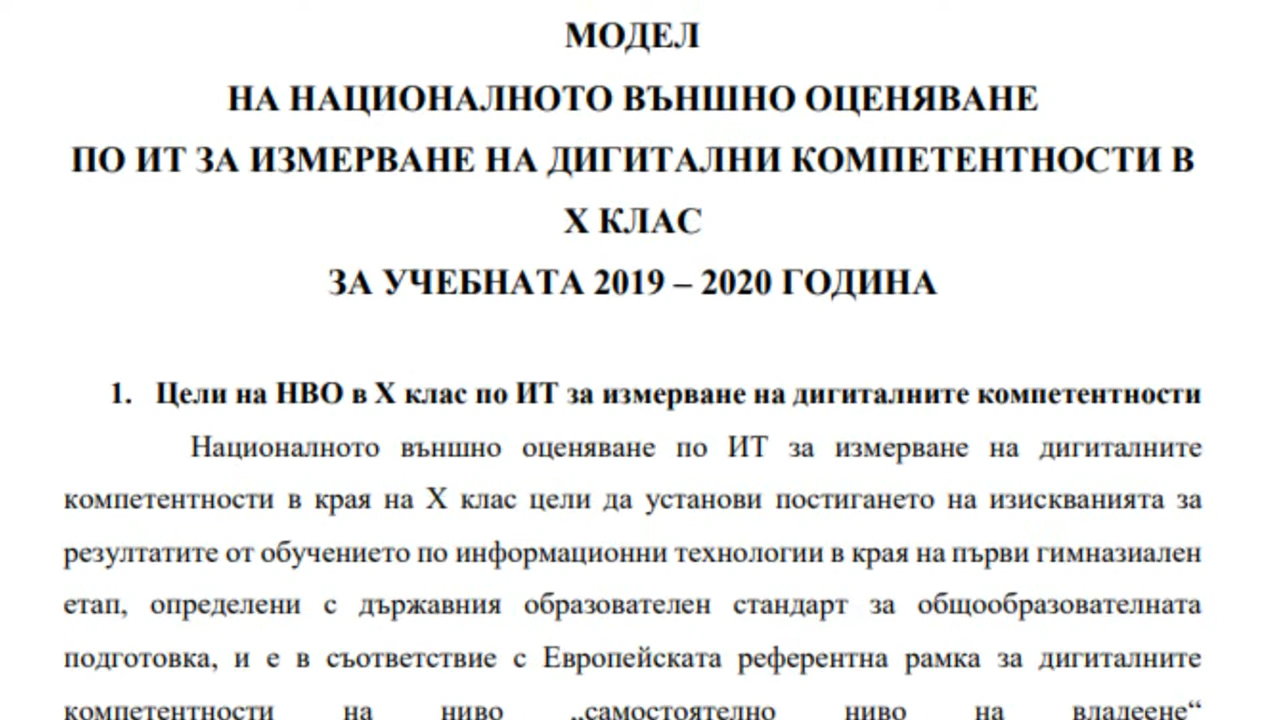 МОДЕЛ
НА НАЦИОНАЛНОТО ВЪНШНО ОЦЕНЯВАНЕ
ПО ИТ ЗА ИЗМЕРВАНЕ НА ДИГИТАЛНИ КОМПЕТЕНТНОСТИ В
X КЛАС
ЗА УЧЕБНАТА 2019 – 2020 ГОДИНА
1. Цели на НВО в X клас по ИТ за измерване на дигиталните компетентности
Националното външно оценяване по ИТ за измерване на дигиталните
компетентности в края на X клас цели да установи постигането на изискванията за
резултатите от обучението по информационни технологии в края на първи гимназиален
етап, определени с държавния образователен стандарт за общообразователната
подготовка, и е в съответствие с Европейската референтна рамка за дигиталните
компетентности на ниво „самостоятелно ниво на владеене“